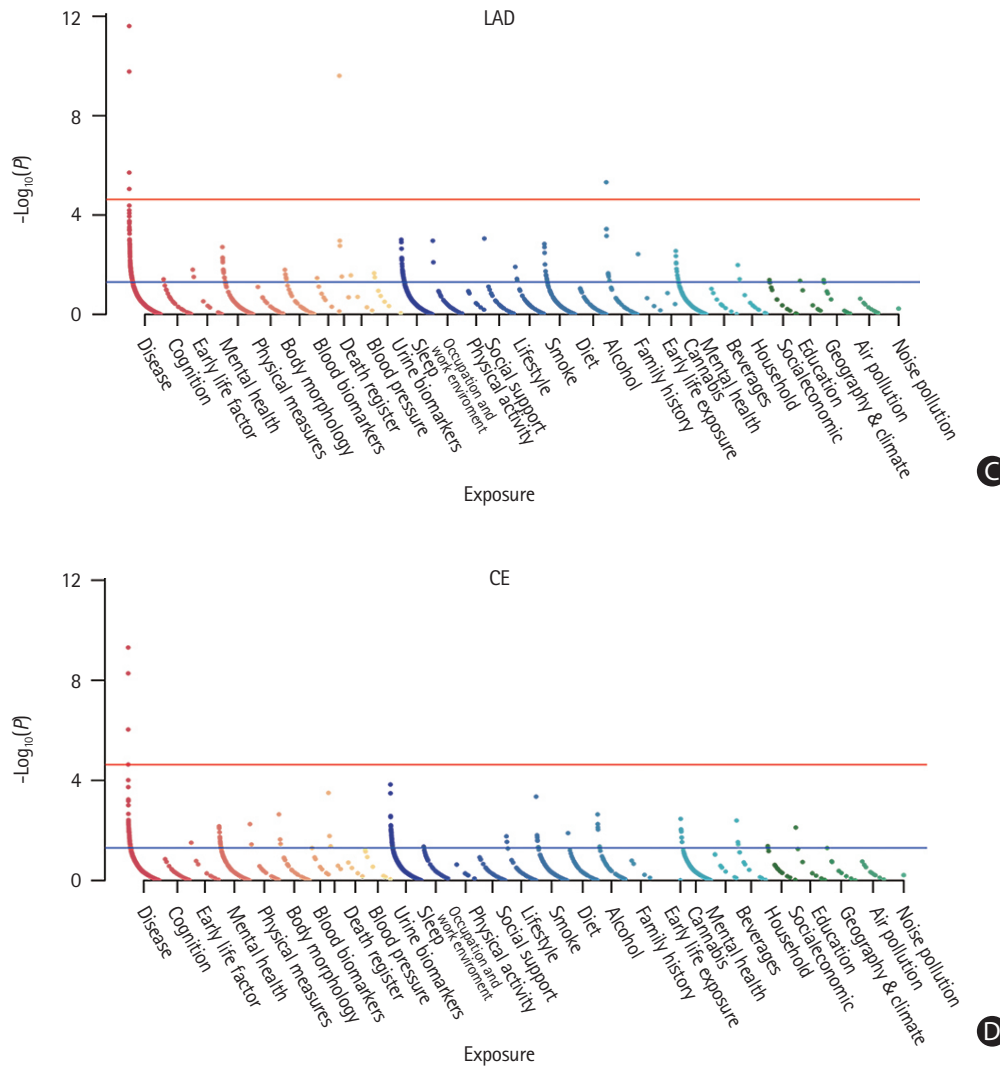 LAD
12
8
4
0
-Log10(P)
Disease
Cognition
Early life factor
Mental health
Physical measures
Body morphology
Blood biomarkers
Death register
Blood pressure
Urine biomarkers
Sleep
Occupation and
work enviroment
Physical activity
Social support
Lifestyle
Smoke
Diet
Alcohol
Family history
Early life exposure
Cannabis
Mental health
Beverages
Household
Socialeconomic
Education
Geography & climate
Air pollution
Noise pollution
Exposure
C
CE
12
8
4
0
-Log10(P)
Disease
Cognition
Early life factor
Mental health
Physical measures
Body morphology
Blood biomarkers
Death register
Blood pressure
Urine biomarkers
Sleep
Occupation and
work enviroment
Physical activity
Social support
Lifestyle
Smoke
Diet
Alcohol
Family history
Early life exposure
Cannabis
Mental health
Beverages
Household
Socialeconomic
Education
Geography & climate
Air pollution
Noise pollution
Exposure
D